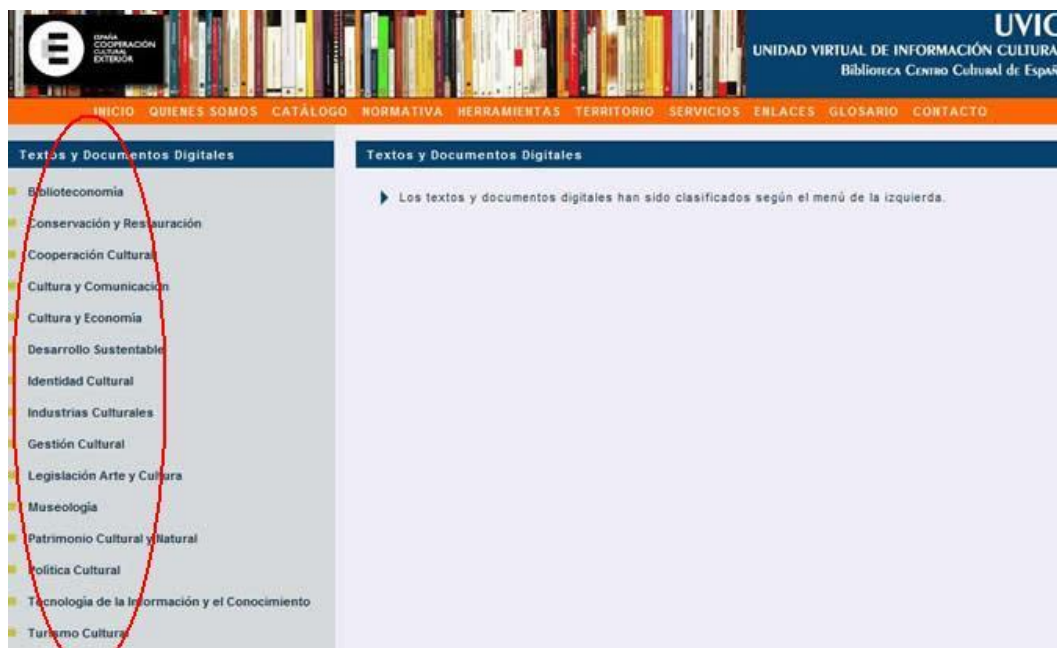 ESPAÑA
COOPERACIÓN
CULTURAL
EXTERIOR
UVIC
UNIDAD VIRTUAL DE INFORMACIÓN CULTURA
Biblioteca Centro Cultural de Españ
INICIO QUIENES SOMOS CATÁLOGO NORMATIVA HERRAMIENTAS TERRITORIO SERVICIOS ENLACES GLOSARIO CONTACTO
Textos y Documentos Digitales
Biblioteconomía
Conservación y Restauración
Cooperación Cultural
Cultura y Comunicación
Cultura y Economía
Desarrollo Sustentable
Identidad Cultural
Industrias Culturales
Gestión Cultural
Legislación Arte y Cultura
Museología
Patrimonio Cultural y Natural
Política Cultural
Tecnología de la Información y el Conocimiento
Turismo Cultural
Textos y Documentos Digitales
Los textos y documentos digitales han sido clasificados según el menú de la izquierda.